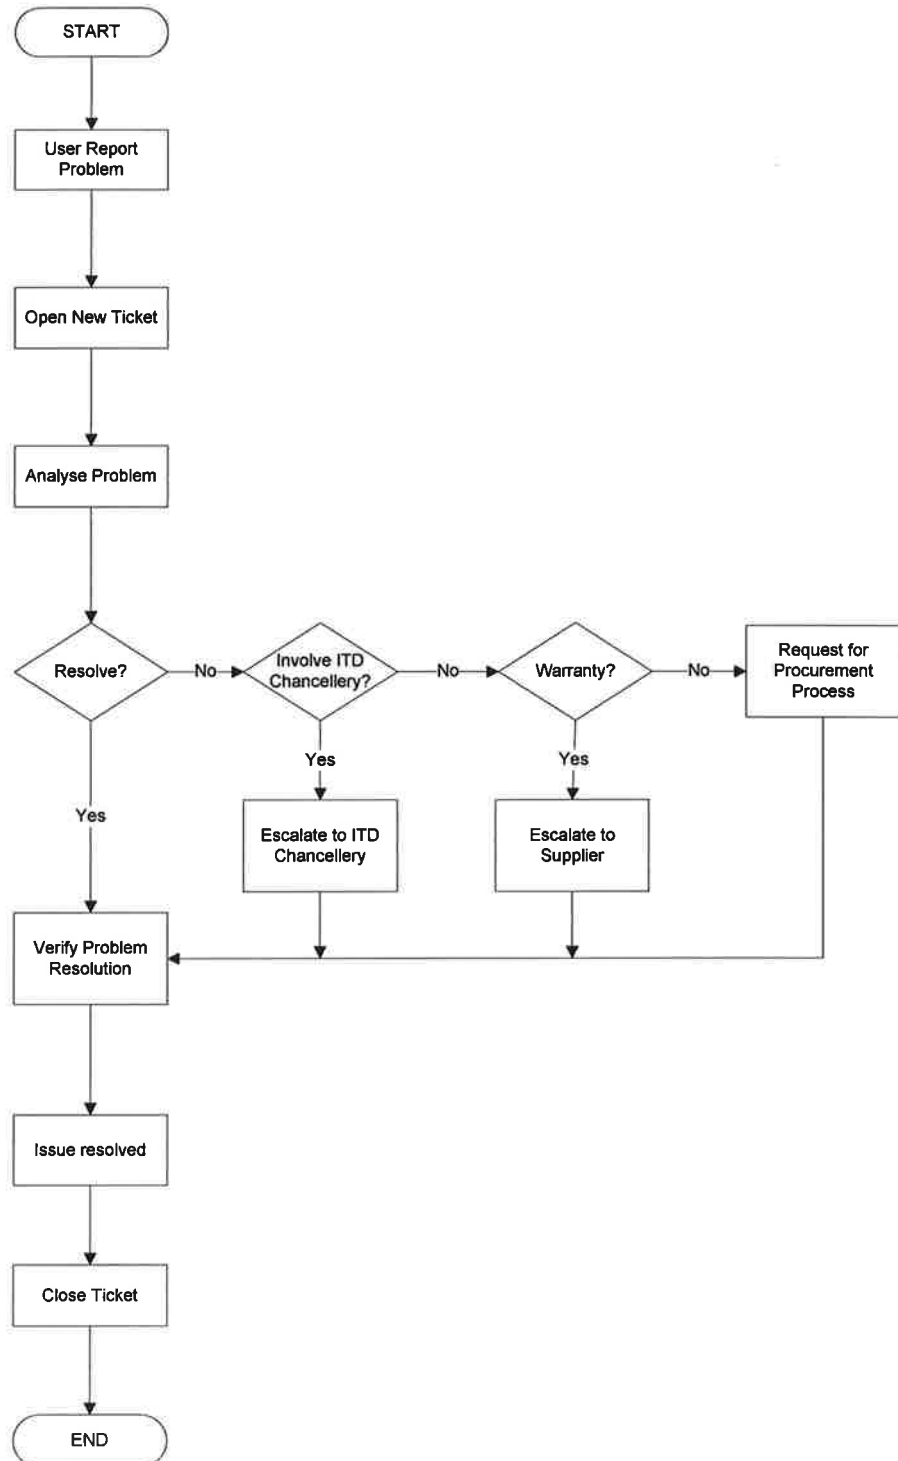 START
User Report
Problem
Open New Ticket
Analyse Problem
Resolve?
No
Involve ITD
Chancellery?
No
Warranty?
No
Request for
Procurement
Process
Yes
Yes
Yes
Escalate to ITD
Chancellery
Escalate to
Supplier
Verify Problem
Resolution
Issue resolved
Close Ticket
END